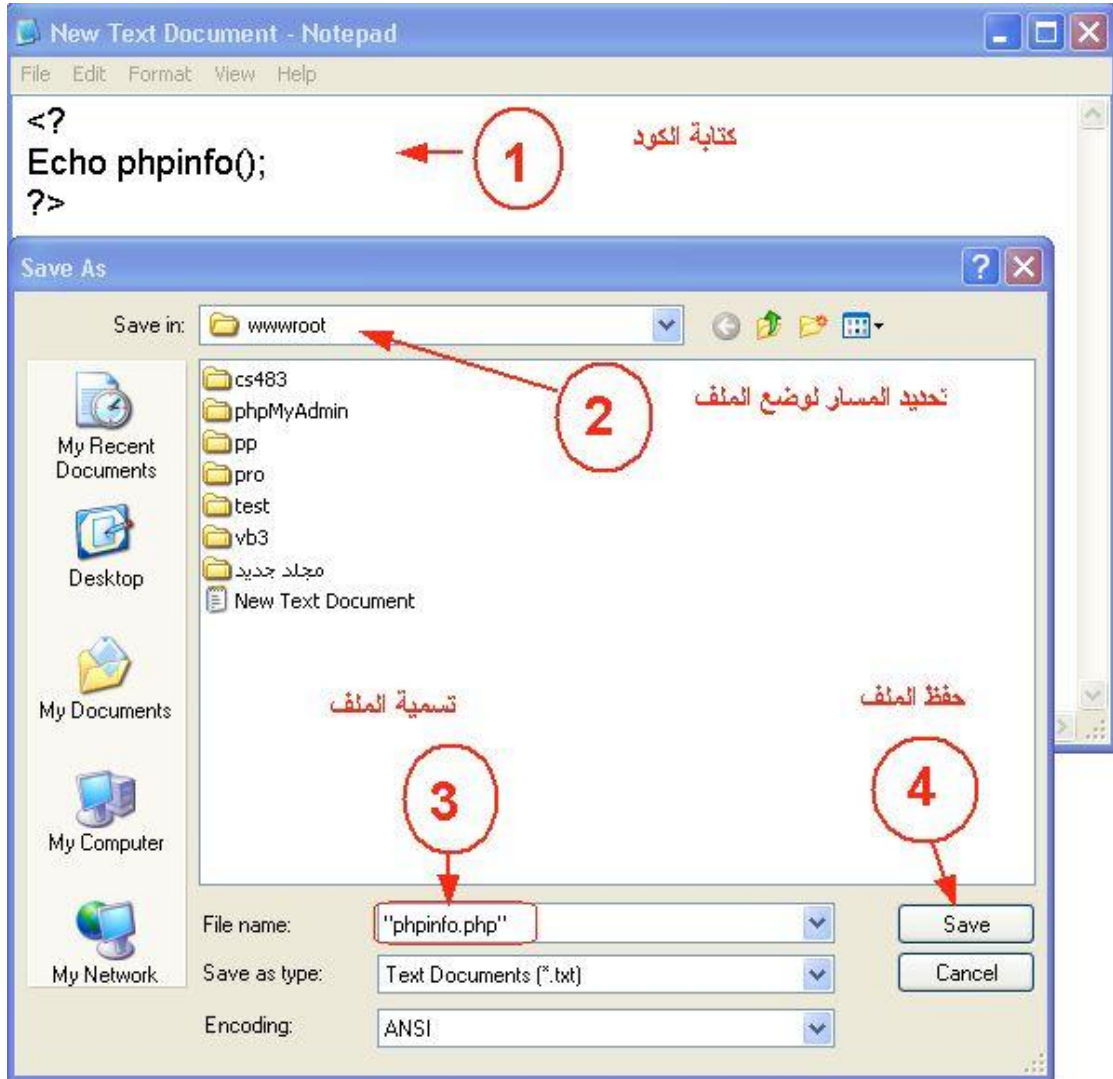 New Text Document - Notepad
File Edit Format View Help
<?
Echo phpinfo();
?>
1
كتابة الكود
Save As
Save in:
wwwroot
2
تحديد المسار لوضع الملف
My Recent
Documents
Desktop
My Documents
My Computer
My Network
cs483
phpMyAdmin
pp
pro
test
vb3
مجلد جديد
New Text Document
تسمية الملف
3
حفظ الملف
4
File name:
"phpinfo.php"
Save
Save as type:
Text Documents (*.txt)
Cancel
Encoding:
ANSI